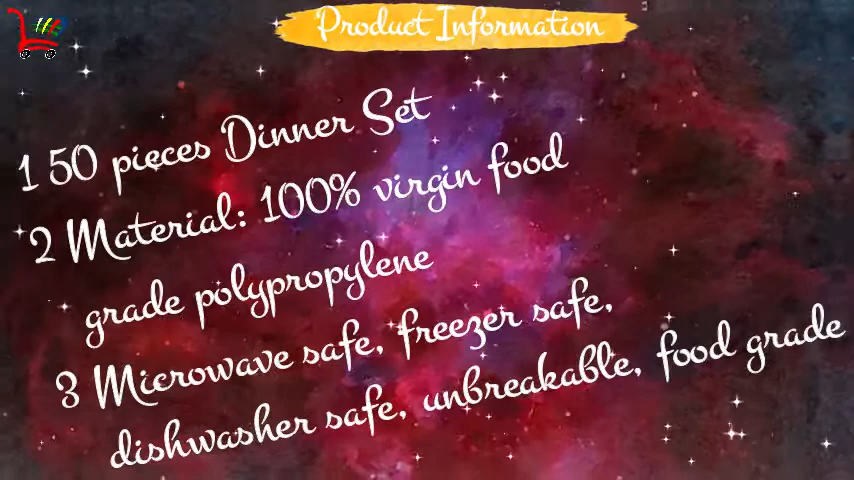 Product Information
1 50 pieces Dinner Set
2 Material: 100% virgin food
grade polypropylene
3 Microwave safe, freezer safe,
dishwasher safe, unbreakable, food grade